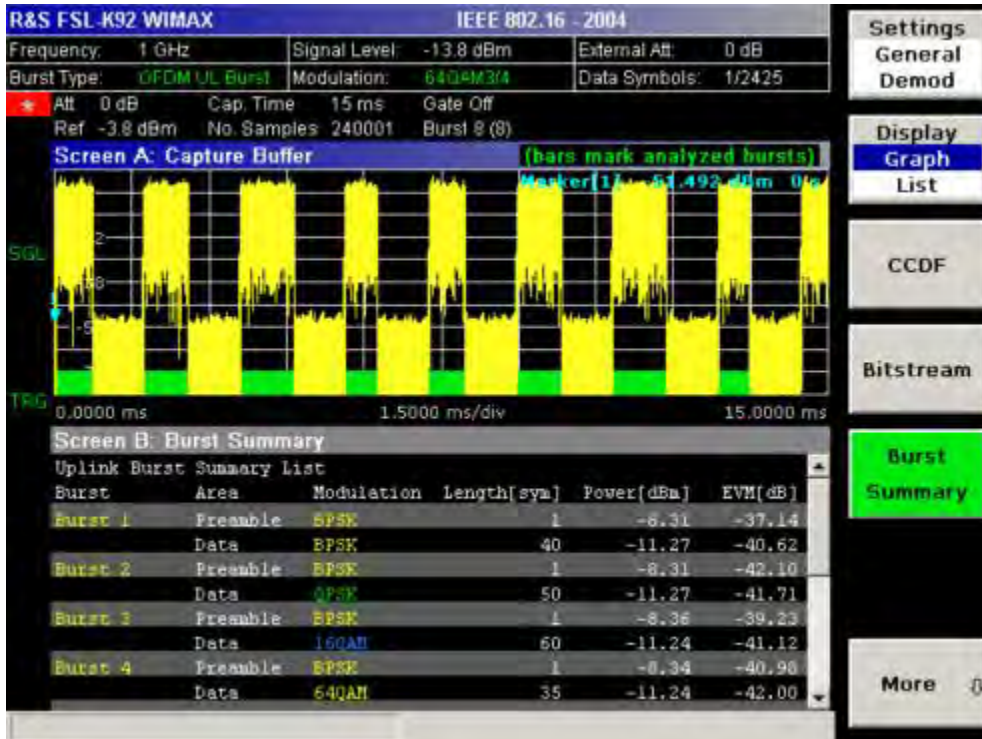 R&S FSL-K92 WIMAX IEEE 802.16 - 2004
Frequency: 1 GHz Signal Level: -13.8 dBm External Att: 0 dB
Burst Type: OFDM UL Burst Modulation: 64QAM3/4 Data Symbols: 1/2425
* Att 0 dB Cap. Time 15 ms Gate Off
Ref -3.8 dBm No. Samples 240001 Burst 8 (8)
Screen A: Capture Buffer (bars mark analyzed bursts)
Marker[1] -51.492 dBm 0 s
SGL
TRG
0.0000 ms 1.5000 ms/div 15.0000 ms
Screen B: Burst Summary
Uplink Burst Summary List
Burst Area Modulation Length[sym] Power[dBm] EVM[dB]
Burst 1 Preamble BPSK 1 -8.31 -37.14
Data BPSK 40 -11.27 -40.62
Burst 2 Preamble BPSK 1 -8.31 -42.10
Data QPSK 50 -11.27 -41.71
Burst 3 Preamble BPSK 1 -8.36 -39.23
Data 16QAM 60 -11.24 -41.12
Burst 4 Preamble BPSK 1 -8.34 -40.98
Data 64QAM 35 -11.24 -42.00
Settings
General
Demod
Display
Graph
List
CCDF
Bitstream
Burst
Summary
More